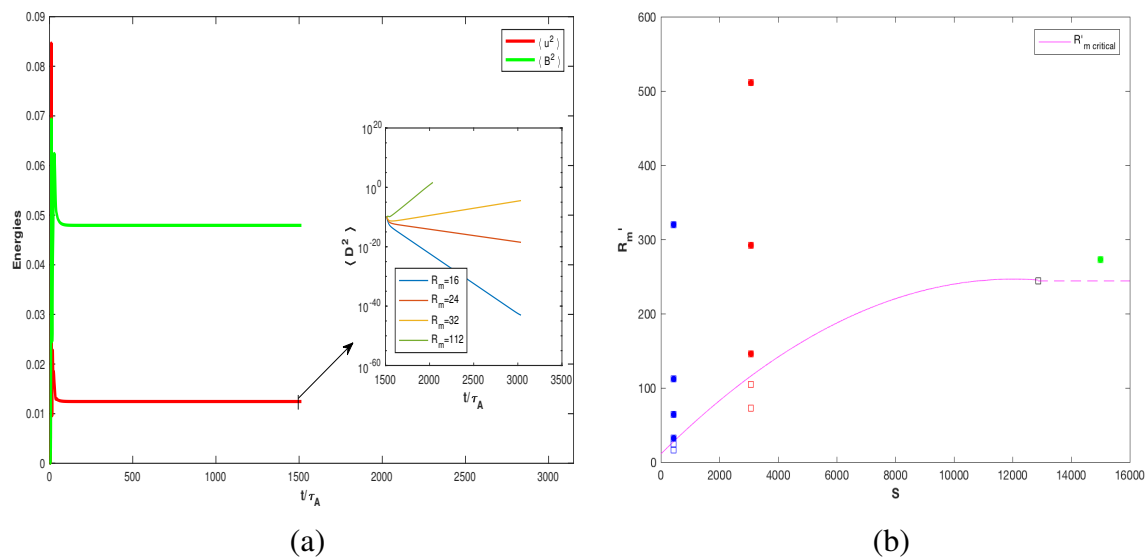 0.09
0.08
0.07
0.06
0.05
0.04
0.03
0.02
0.01
0
Energies
0 500 1000 1500 2000 2500 3000
t/τ_A
⟨ u² ⟩
⟨ B² ⟩
10²⁰
10⁰
10⁻²⁰
10⁻⁴⁰
10⁻⁶⁰
⟨ D² ⟩
R_m=16
R_m=24
R_m=32
R_m=112
1500 2000 2500 3000 3500
t/τ_A
(a)
600
500
400
300
200
100
0
R_m'
R'_m critical
0 2000 4000 6000 8000 10000 12000 14000 16000
S
(b)